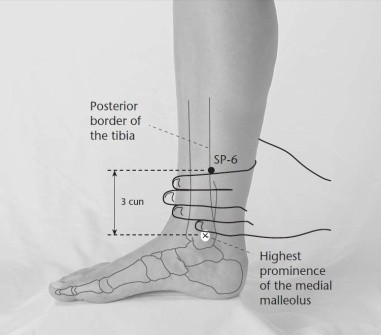 Posterior
border of
the tibia
SP-6
3 cun
Highest
prominence
of the medial
malleolus